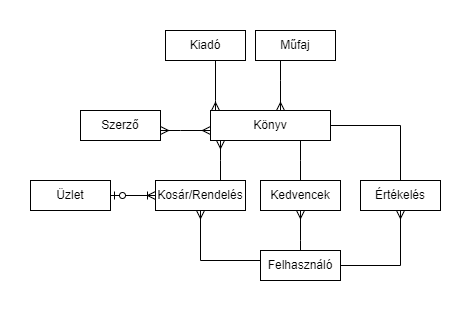 Kiadó
Műfaj
Szerző
Könyv
Üzlet
Kosár/Rendelés
Kedvencek
Értékelés
Felhasználó